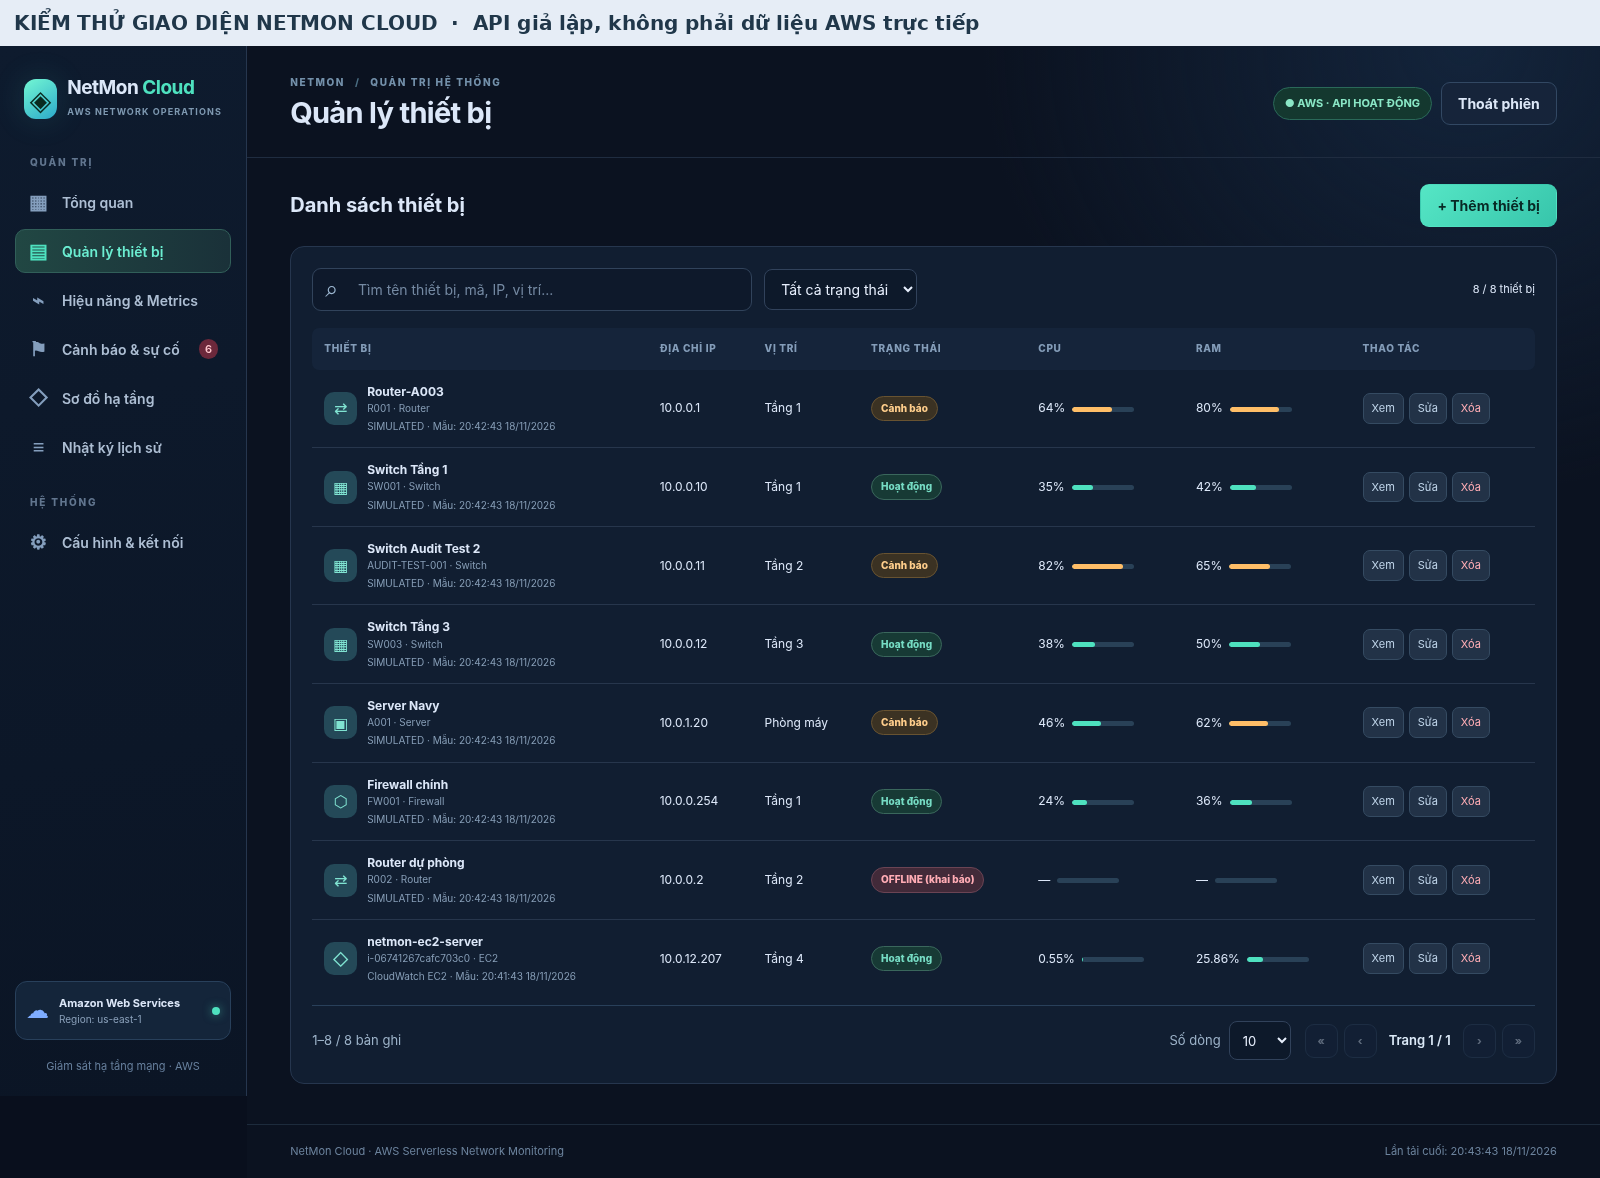 KIỂM THỬ GIAO DIỆN NETMON CLOUD · API giả lập, không phải dữ liệu AWS trực tiếp
NetMon Cloud
AWS NETWORK OPERATIONS
QUẢN TRỊ
Tổng quan
Quản lý thiết bị
Hiệu năng & Metrics
Cảnh báo & sự cố 6
Sơ đồ hạ tầng
Nhật ký lịch sử
HỆ THỐNG
Cấu hình & kết nối
Amazon Web Services
Region: us-east-1
Giám sát hạ tầng mạng · AWS
NETMON / QUẢN TRỊ HỆ THỐNG
Quản lý thiết bị
AWS · API HOẠT ĐỘNG
Thoát phiên
Danh sách thiết bị
+ Thêm thiết bị
Tìm tên thiết bị, mã, IP, vị trí...
Tất cả trạng thái
8 / 8 thiết bị
THIẾT BỊ ĐỊA CHỈ IP VỊ TRÍ TRẠNG THÁI CPU RAM THAO TÁC
Router-A003
R001 · Router
SIMULATED · Mẫu: 20:42:43 18/11/2026
10.0.0.1 Tầng 1 Cảnh báo 64% 80% Xem Sửa Xóa
Switch Tầng 1
SW001 · Switch
SIMULATED · Mẫu: 20:42:43 18/11/2026
10.0.0.10 Tầng 1 Hoạt động 35% 42% Xem Sửa Xóa
Switch Audit Test 2
AUDIT-TEST-001 · Switch
SIMULATED · Mẫu: 20:42:43 18/11/2026
10.0.0.11 Tầng 2 Cảnh báo 82% 65% Xem Sửa Xóa
Switch Tầng 3
SW003 · Switch
SIMULATED · Mẫu: 20:42:43 18/11/2026
10.0.0.12 Tầng 3 Hoạt động 38% 50% Xem Sửa Xóa
Server Navy
A001 · Server
SIMULATED · Mẫu: 20:42:43 18/11/2026
10.0.1.20 Phòng máy Cảnh báo 46% 62% Xem Sửa Xóa
Firewall chính
FW001 · Firewall
SIMULATED · Mẫu: 20:42:43 18/11/2026
10.0.0.254 Tầng 1 Hoạt động 24% 36% Xem Sửa Xóa
Router dự phòng
R002 · Router
SIMULATED · Mẫu: 20:42:43 18/11/2026
10.0.0.2 Tầng 2 OFFLINE (khai báo) — — Xem Sửa Xóa
netmon-ec2-server
i-06741267cafc703c0 · EC2
CloudWatch EC2 · Mẫu: 20:41:43 18/11/2026
10.0.12.207 Tầng 4 Hoạt động 0.55% 25.86% Xem Sửa Xóa
1–8 / 8 bản ghi
Số dòng 10 « ‹ Trang 1 / 1 › »
NetMon Cloud · AWS Serverless Network Monitoring
Lần tải cuối: 20:43:43 18/11/2026